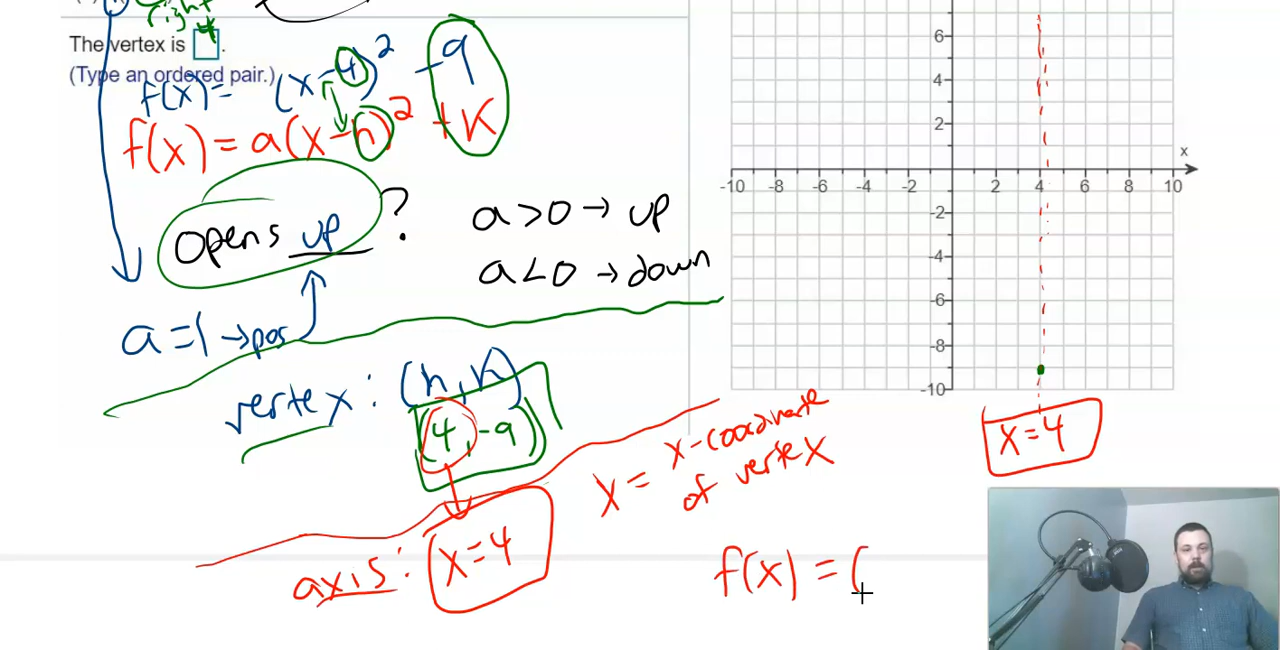 right 4
The vertex is .
(Type an ordered pair.)
f(x) = (x-4)² -9
f(x) = a(x-h)² +K
opens up ?
a>0 → up
a<0 → down
a=1 → pos
vertex : (h,K)
(4,-9)
axis : x=4
x = x-coordinate
of vertex
f(x) = (
6
4
2
x
-10 -8 -6 -4 -2 2 4 6 8 10
-2
-4
-6
-8
-10
x=4